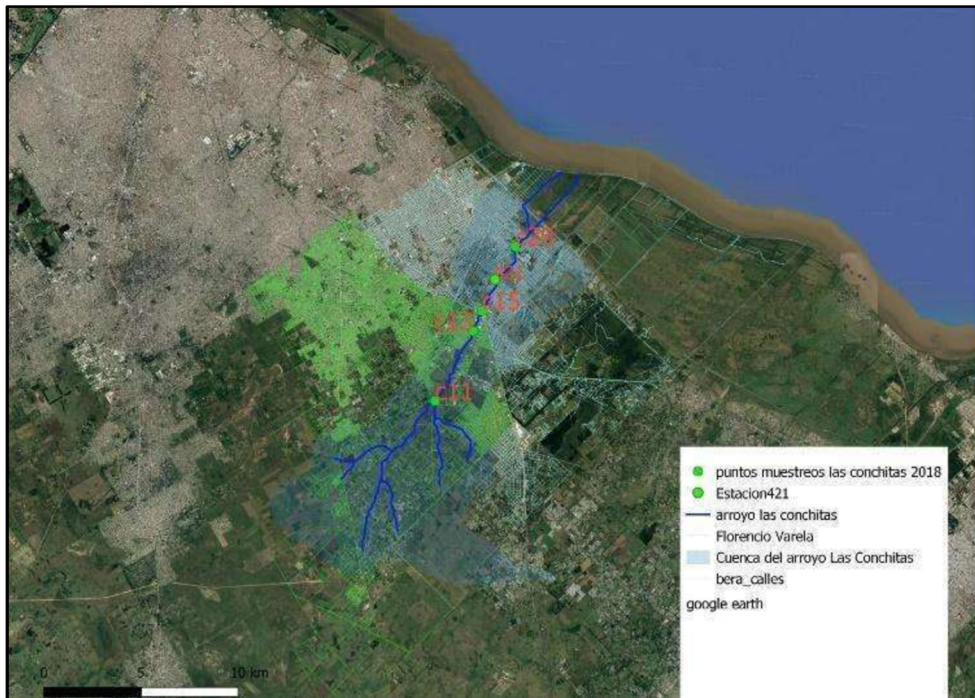 C15
C11
puntos muestreos las conchitas 2018
Estacion421
arroyo las conchitas
Florencio Varela
Cuenca del arroyo Las Conchitas
bera_calles
google earth
0 5 10 km